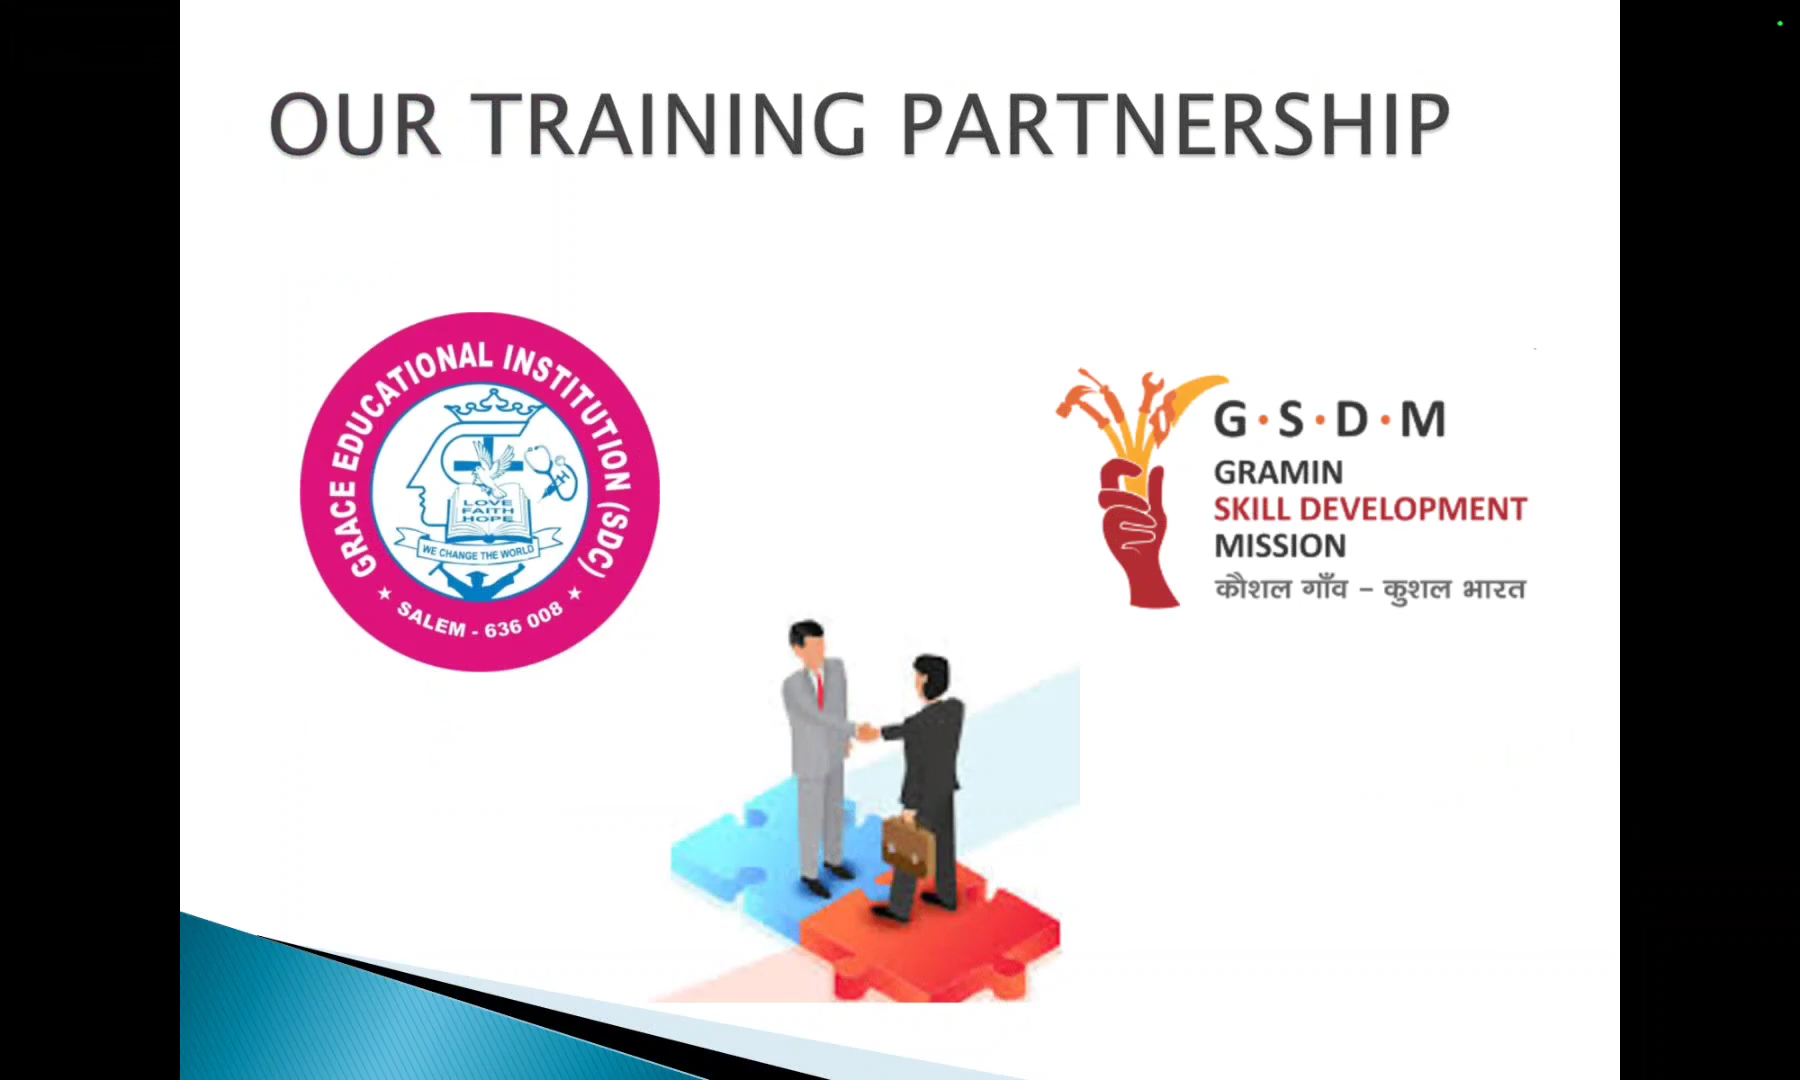 OUR TRAINING PARTNERSHIP
GRACE EDUCATIONAL INSTITUTION (SDC)
LOVE
FAITH
HOPE
WE CHANGE THE WORLD
SALEM - 636 008
G·S·D·M
GRAMIN
SKILL DEVELOPMENT
MISSION
कौशल गाँव - कुशल भारत